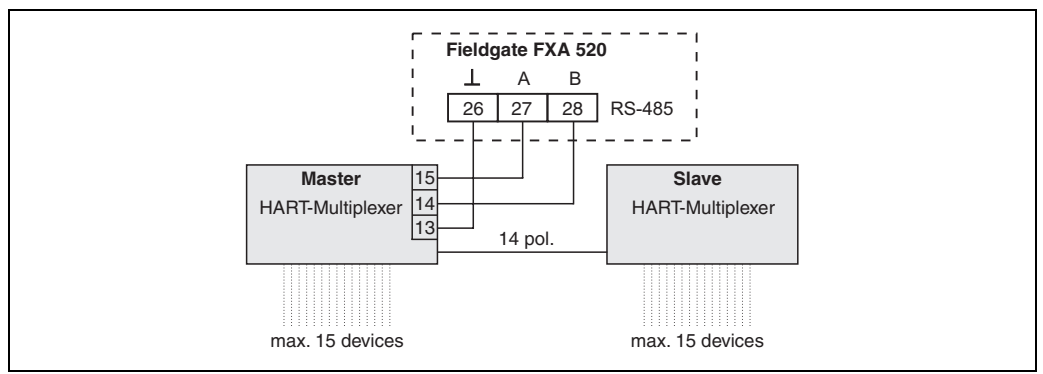 Fieldgate FXA 520
⊥ A B
26 27 28 RS-485
Master
HART-Multiplexer
15
14
13
14 pol.
Slave
HART-Multiplexer
max. 15 devices
max. 15 devices